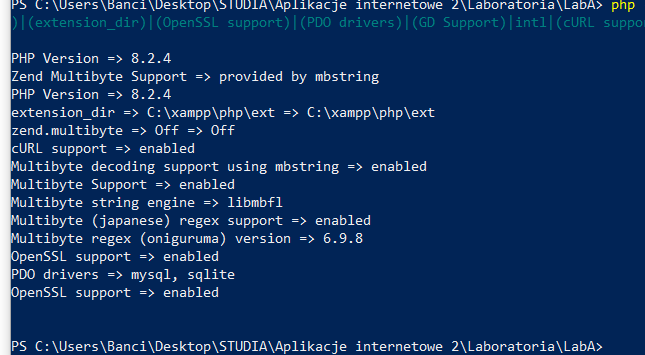 PS C:\Users\Banci\Desktop\STUDIA\Aplikacje internetowe 2\Laboratoria\LabA> php
)|(extension_dir)|(OpenSSL support)|(PDO drivers)|(GD Support)|intl|(cURL suppo
PHP Version => 8.2.4
Zend Multibyte Support => provided by mbstring
PHP Version => 8.2.4
extension_dir => C:\xampp\php\ext => C:\xampp\php\ext
zend.multibyte => Off => Off
cURL support => enabled
Multibyte decoding support using mbstring => enabled
Multibyte Support => enabled
Multibyte string engine => libmbfl
Multibyte (japanese) regex support => enabled
Multibyte regex (oniguruma) version => 6.9.8
OpenSSL support => enabled
PDO drivers => mysql, sqlite
OpenSSL support => enabled
PS C:\Users\Banci\Desktop\STUDIA\Aplikacje internetowe 2\Laboratoria\LabA>